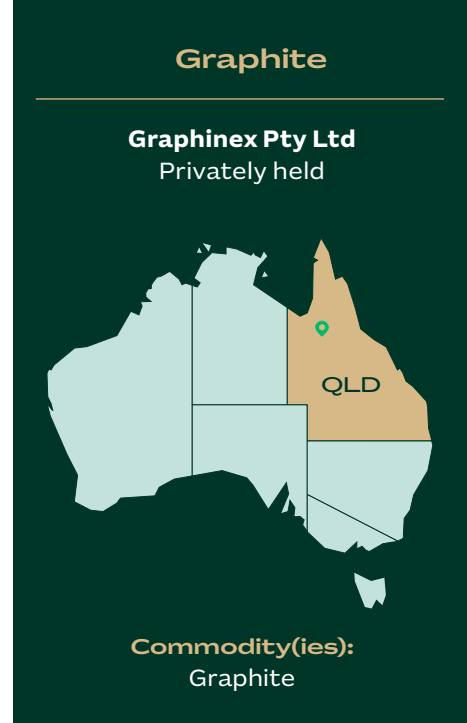 Graphite
Graphinex Pty Ltd
Privately held
QLD
Commodity(ies):
Graphite